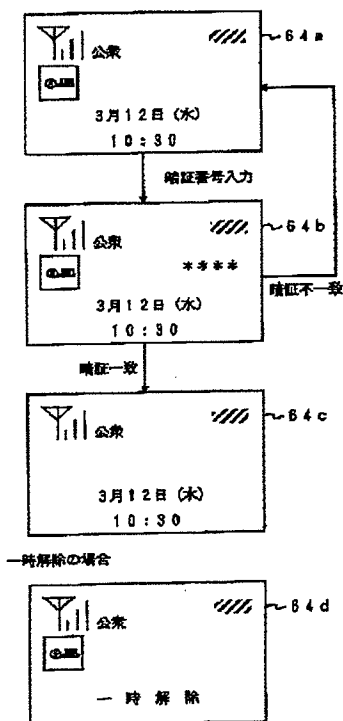 公衆
64a
3月12日(水)
10:30
暗証番号入力
公衆
64b
****
暗証不一致
3月12日(水)
10:30
暗証一致
公衆
64c
3月12日(水)
10:30
一時解除の場合
公衆
64d
一時解除